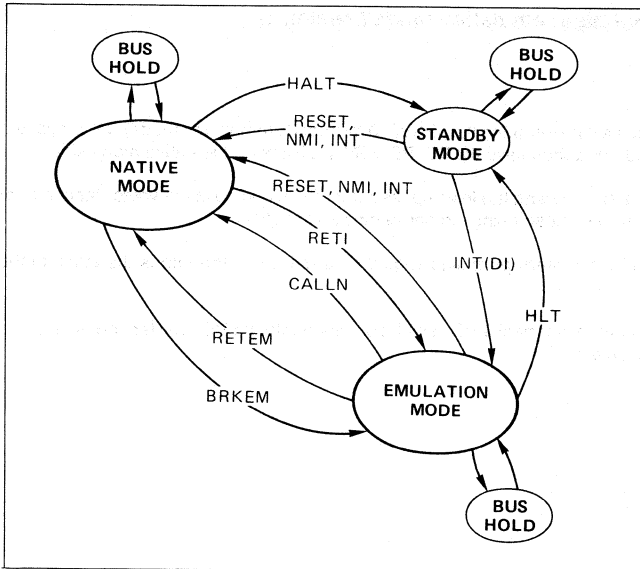 BUS
HOLD
BUS
HOLD
HALT
RESET,
NMI, INT
STANDBY
MODE
NATIVE
MODE
RESET, NMI, INT
RETI
INT(DI)
CALLN
HLT
RETEM
BRKEM
EMULATION
MODE
BUS
HOLD